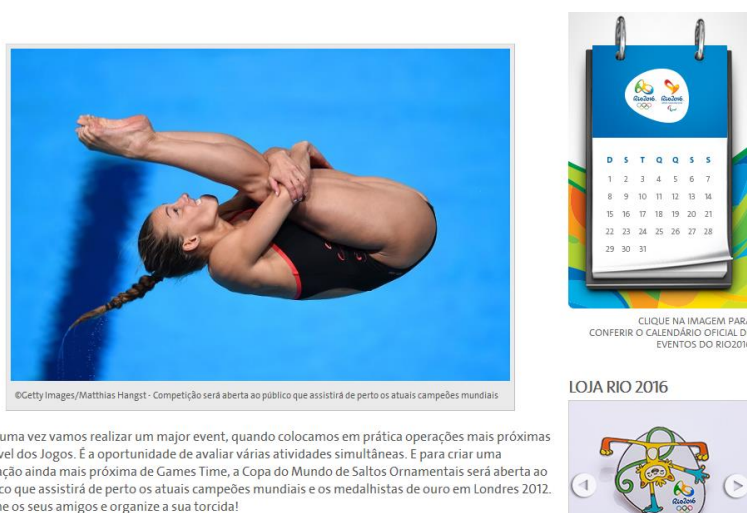 ©Getty Images/Matthias Hangst - Competição será aberta ao público que assistirá de perto os atuais campeões mundiais
uma vez vamos realizar um major event, quando colocamos em prática operações mais próximas
vel dos Jogos. É a oportunidade de avaliar várias atividades simultâneas. E para criar uma
nção ainda mais próxima de Games Time, a Copa do Mundo de Saltos Ornamentais será aberta ao
co que assistirá de perto os atuais campeões mundiais e os medalhistas de ouro em Londres 2012.
ne os seus amigos e organize a sua torcida!
Rio2016 Rio2016
D S T Q Q S S
1 2 3 4 5 6 7
8 9 10 11 12 13 14
15 16 17 18 19 20 21
22 23 24 25 26 27 28
29 30 31
CLIQUE NA IMAGEM PARA
CONFERIR O CALENDÁRIO OFICIAL D
EVENTOS DO RIO2016
LOJA RIO 2016
Rio2016